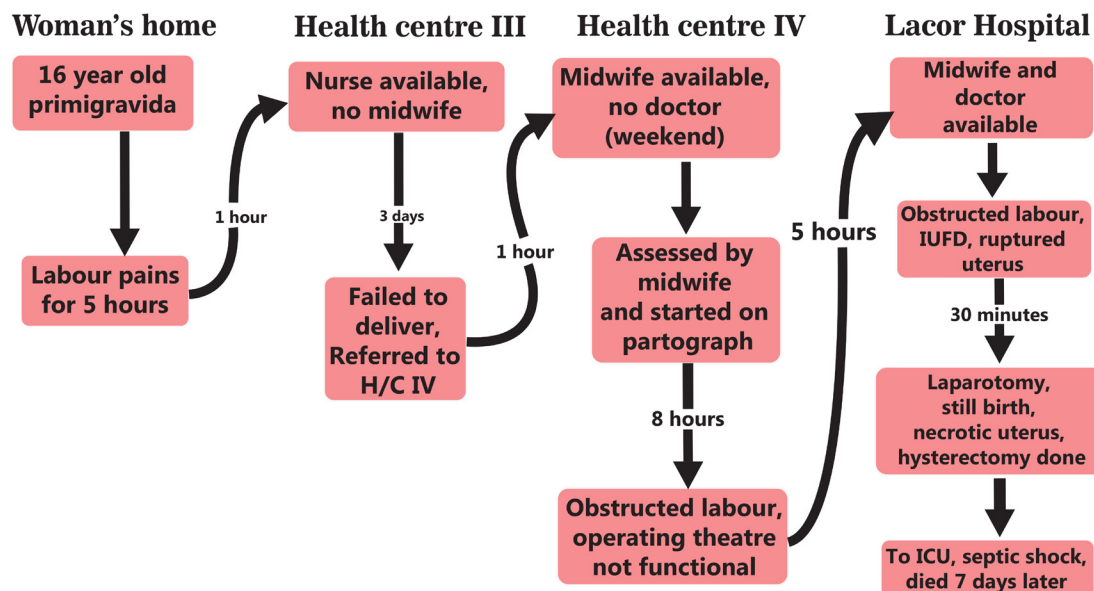 Woman's home
16 year old
primigravida
Labour pains
for 5 hours
1 hour
Health centre III
Nurse available,
no midwife
3 days
Failed to
deliver,
Referred to
H/C IV
1 hour
Health centre IV
Midwife available,
no doctor
(weekend)
Assessed by
midwife
and started on
partograph
8 hours
Obstructed labour,
operating theatre
not functional
5 hours
Lacor Hospital
Midwife and
doctor
available
Obstructed labour,
IUFD, ruptured
uterus
30 minutes
Laparotomy,
still birth,
necrotic uterus,
hysterectomy done
To ICU, septic shock,
died 7 days later